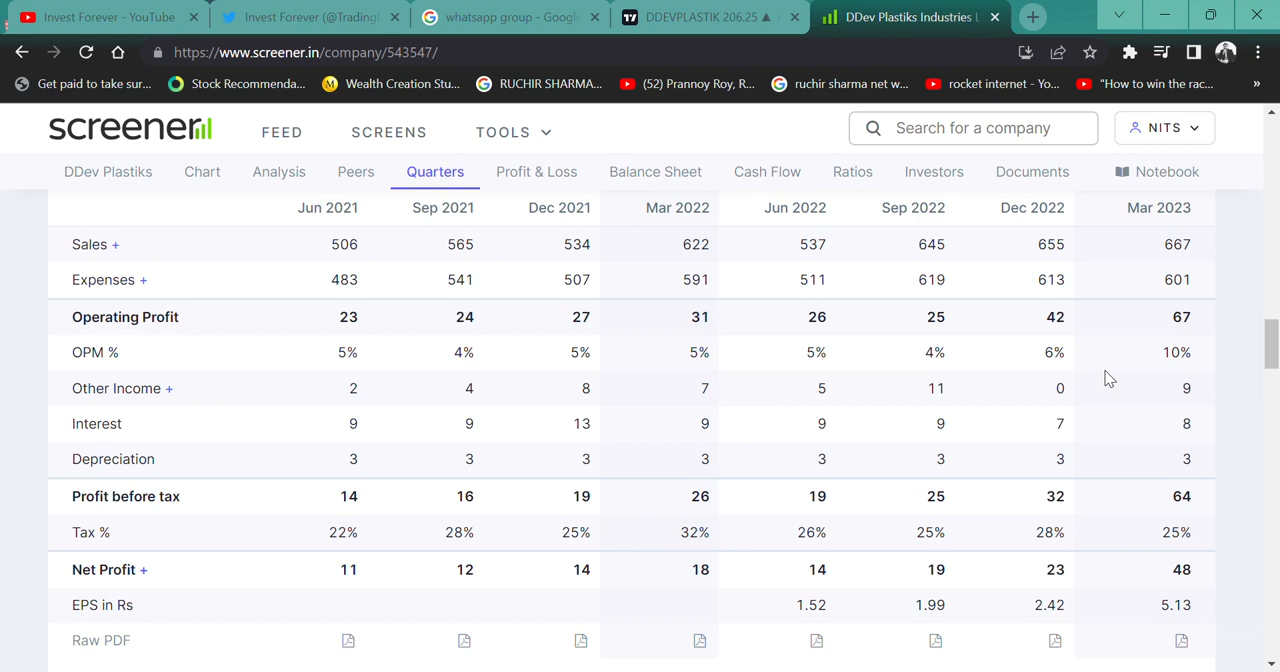 Invest Forever - YouTube
Invest Forever (@Trading
whatsapp group - Google
DDEVPLASTIK 206.25 ▲
DDev Plastiks Industries L
https://www.screener.in/company/543547/
Get paid to take sur...
Stock Recommenda...
Wealth Creation Stu...
RUCHIR SHARMA...
(52) Prannoy Roy, R...
ruchir sharma net w...
rocket internet - Yo...
"How to win the rac...
»
screener
FEED SCREENS TOOLS
Search for a company
NITS
DDev Plastiks Chart Analysis Peers Quarters Profit & Loss Balance Sheet Cash Flow Ratios Investors Documents Notebook
Jun 2021 Sep 2021 Dec 2021 Mar 2022 Jun 2022 Sep 2022 Dec 2022 Mar 2023
Sales + 506 565 534 622 537 645 655 667
Expenses + 483 541 507 591 511 619 613 601
Operating Profit 23 24 27 31 26 25 42 67
OPM % 5% 4% 5% 5% 5% 4% 6% 10%
Other Income + 2 4 8 7 5 11 0 9
Interest 9 9 13 9 9 9 7 8
Depreciation 3 3 3 3 3 3 3 3
Profit before tax 14 16 19 26 19 25 32 64
Tax % 22% 28% 25% 32% 26% 25% 28% 25%
Net Profit + 11 12 14 18 14 19 23 48
EPS in Rs 1.52 1.99 2.42 5.13
Raw PDF